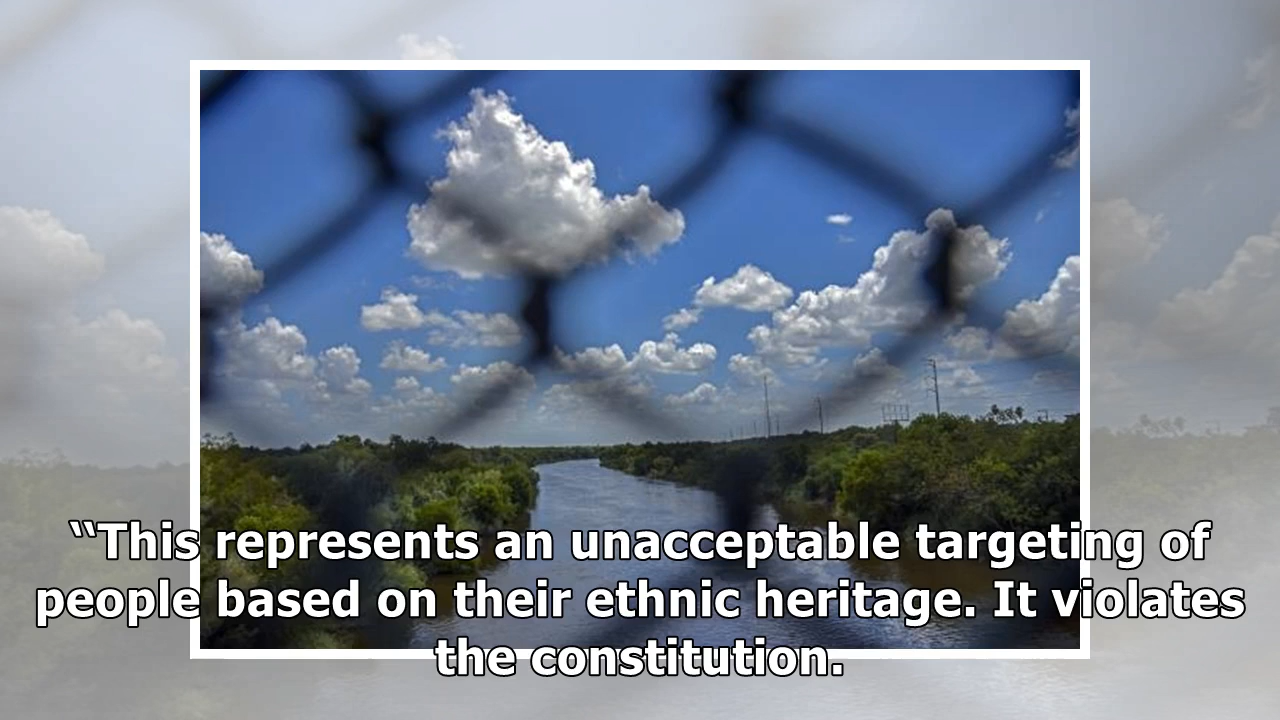 “This represents an unacceptable targeting of
people based on their ethnic heritage. It violates
the constitution.